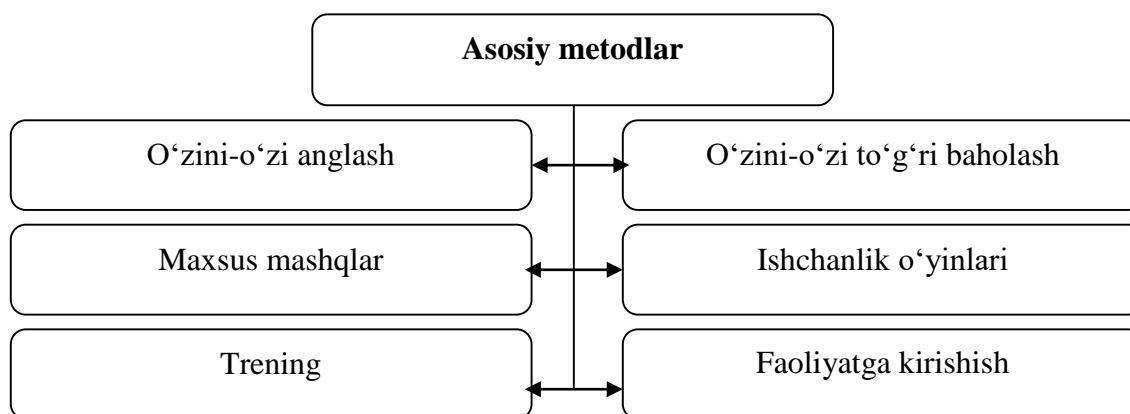 Asosiy metodlar
O‘zini-o‘zi anglash
O‘zini-o‘zi to‘g‘ri baholash
Maxsus mashqlar
Ishchanlik o‘yinlari
Trening
Faoliyatga kirishish